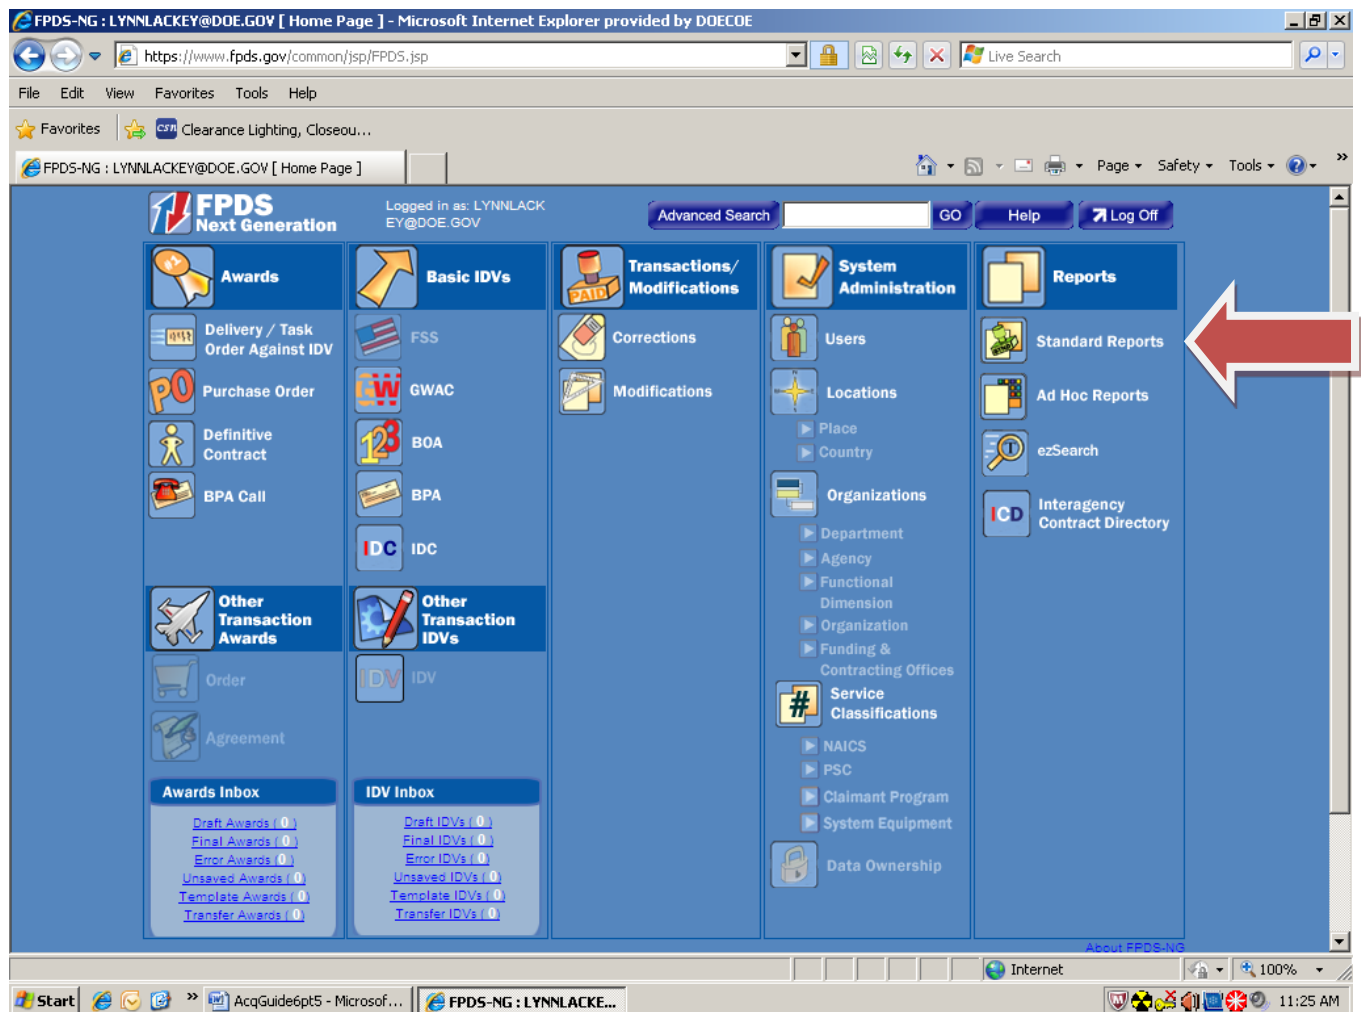 FPDS-NG : LYNNLACKEY@DOE.GOV [ Home Page ] - Microsoft Internet Explorer provided by DOECOE
https://www.fpds.gov/common/jsp/FPDS.jsp
Live Search
File Edit View Favorites Tools Help
Favorites
csn Clearance Lighting, Closeou...
FPDS-NG : LYNNLACKEY@DOE.GOV [ Home Page ]
Page Safety Tools
FPDS
Next Generation
Logged in as: LYNNLACK
EY@DOE.GOV
Advanced Search
GO
Help
Log Off
Awards
Delivery / Task
Order Against IDV
PO Purchase Order
Definitive
Contract
BPA Call
Other
Transaction
Awards
Order
Agreement
Awards Inbox
Draft Awards ( 0 )
Final Awards ( 0 )
Error Awards ( 0 )
Unsaved Awards ( 0 )
Template Awards ( 0 )
Transfer Awards ( 0 )
Basic IDVs
FSS
GW GWAC
123 BOA
BPA
IDC IDC
Other
Transaction
IDVs
IDV IDV
IDV Inbox
Draft IDVs ( 0 )
Final IDVs ( 0 )
Error IDVs ( 0 )
Unsaved IDVs ( 0 )
Template IDVs ( 0 )
Transfer IDVs ( 0 )
PAID
Transactions/
Modifications
Corrections
Modifications
System
Administration
Users
Locations
Place
Country
Organizations
Department
Agency
Functional
Dimension
Organization
Funding &
Contracting Offices
# Service
Classifications
NAICS
PSC
Claimant Program
System Equipment
Data Ownership
Reports
Standard Reports
Ad Hoc Reports
ezSearch
ICD Interagency
Contract Directory
About FPDS-NG
Internet
100%
Start
AcqGuide6pt5 - Microsof...
FPDS-NG : LYNNLACKE...
11:25 AM